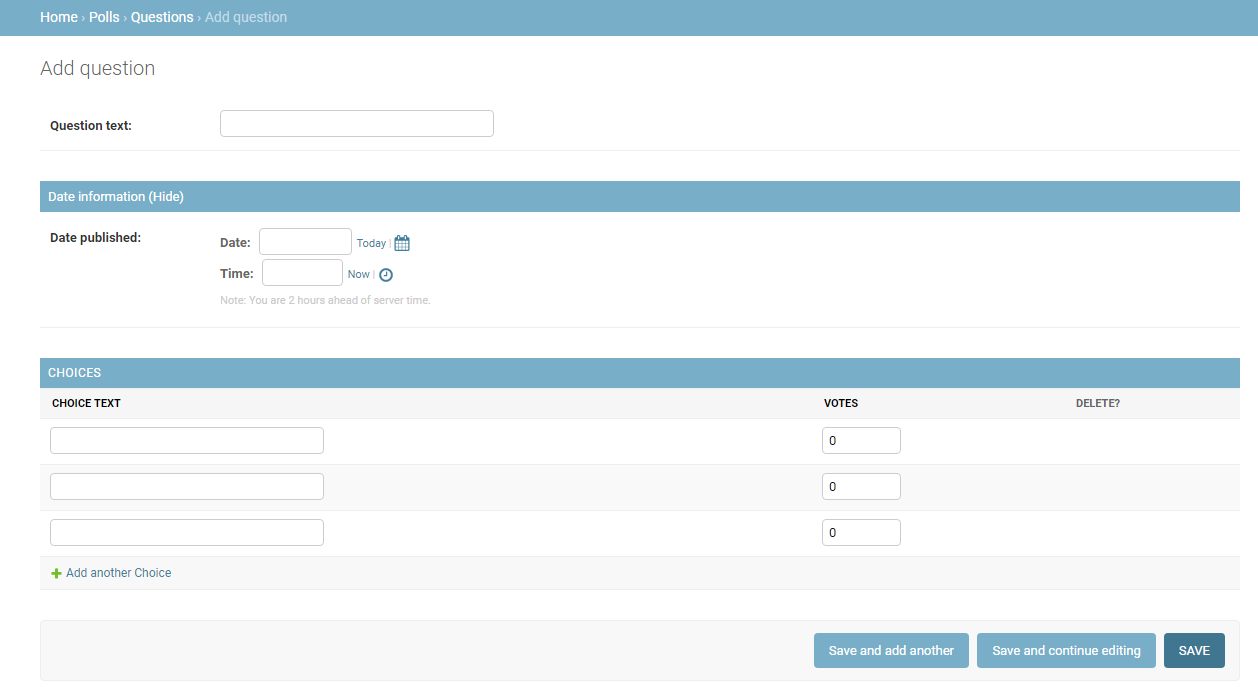 Home › Polls › Questions › Add question
Add question
Question text:
Date information (Hide)
Date published:
Date: Today |
Time: Now |
Note: You are 2 hours ahead of server time.
CHOICES
CHOICE TEXT VOTES DELETE?
0
0
0
Add another Choice
Save and add another Save and continue editing SAVE